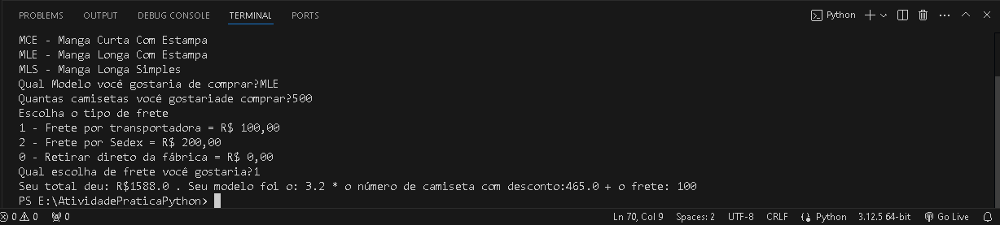 PROBLEMS OUTPUT DEBUG CONSOLE TERMINAL PORTS Python
MCE - Manga Curta Com Estampa
MLE - Manga Longa Com Estampa
MLS - Manga Longa Simples
Qual Modelo você gostaria de comprar?MLE
Quantas camisetas você gostariade comprar?500
Escolha o tipo de frete
1 - Frete por transportadora = R$ 100,00
2 - Frete por Sedex = R$ 200,00
0 - Retirar direto da fábrica = R$ 0,00
Qual escolha de frete você gostaria?1
Seu total deu: R$1588.0 . Seu modelo foi o: 3.2 * o número de camiseta com desconto:465.0 + o frete: 100
PS E:\AtividadePraticaPython>
0 0 0 Ln 70, Col 9 Spaces: 2 UTF-8 CRLF Python 3.12.5 64-bit Go Live